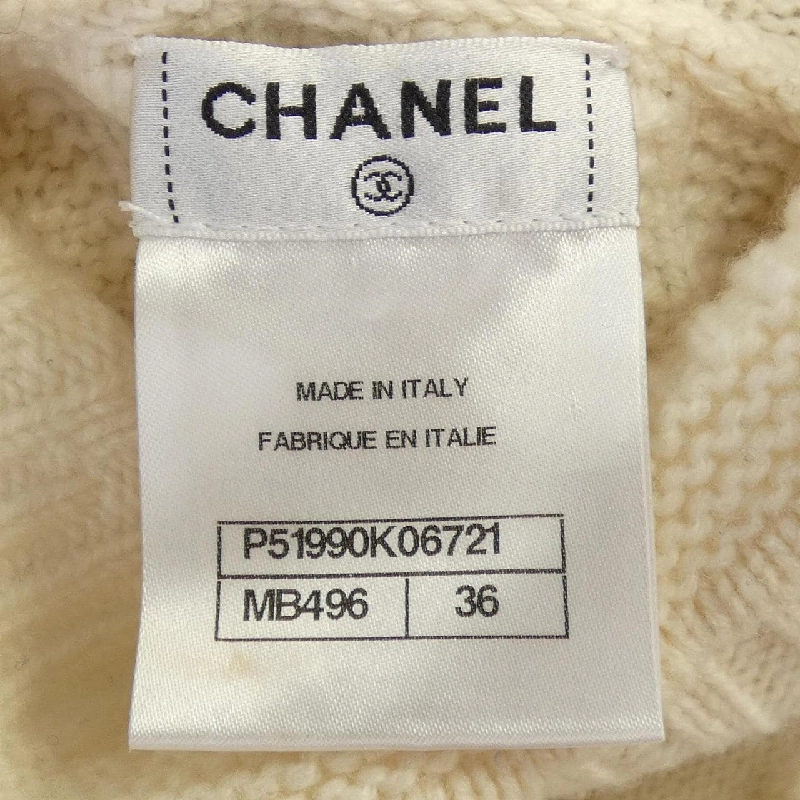 CHANEL
MADE IN ITALY
FABRIQUE EN ITALIE
P51990K06721
MB496 36